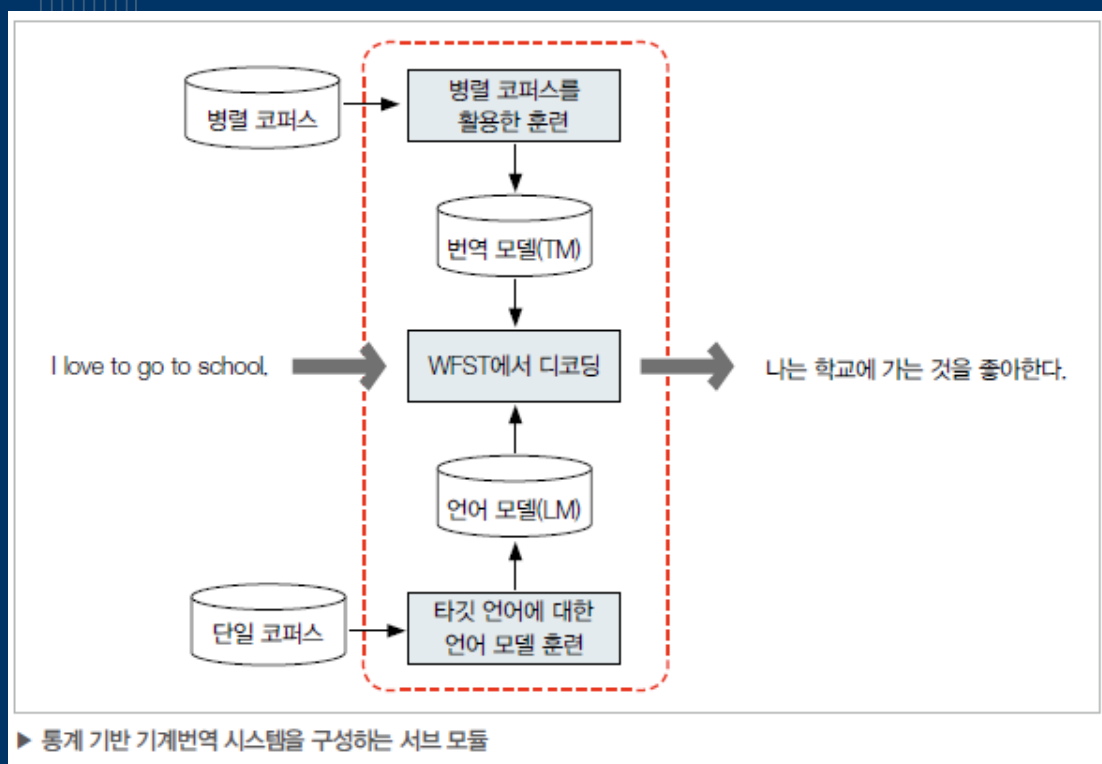 병렬 코퍼스
병렬 코퍼스를
활용한 훈련
번역 모델(TM)
I love to go to school.
WFST에서 디코딩
나는 학교에 가는 것을 좋아한다.
언어 모델(LM)
단일 코퍼스
타깃 언어에 대한
언어 모델 훈련
▶ 통계 기반 기계번역 시스템을 구성하는 서브 모듈